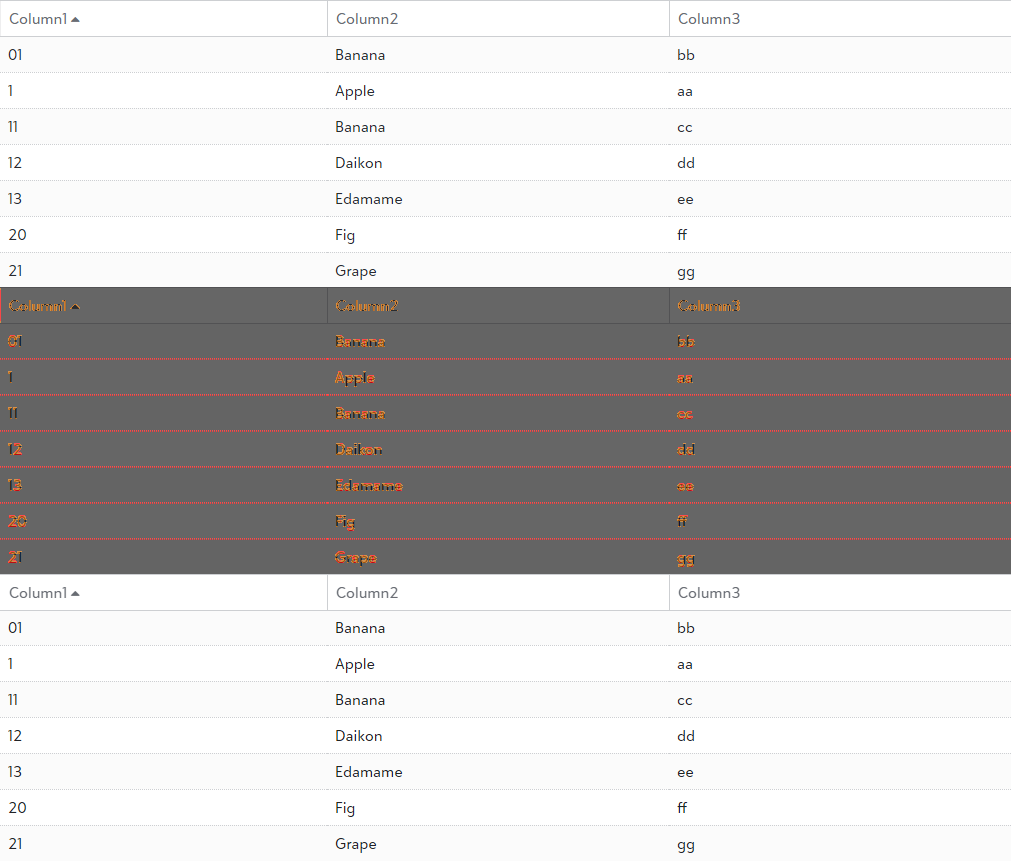 Column1 Column2 Column3
01 Banana bb
1 Apple aa
11 Banana cc
12 Daikon dd
13 Edamame ee
20 Fig ff
21 Grape gg
Column1 Column2 Column3
01 Banana bb
1 Apple aa
11 Banana cc
12 Daikon dd
13 Edamame ee
20 Fig ff
21 Grape gg
Column1 Column2 Column3
01 Banana bb
1 Apple aa
11 Banana cc
12 Daikon dd
13 Edamame ee
20 Fig ff
21 Grape gg